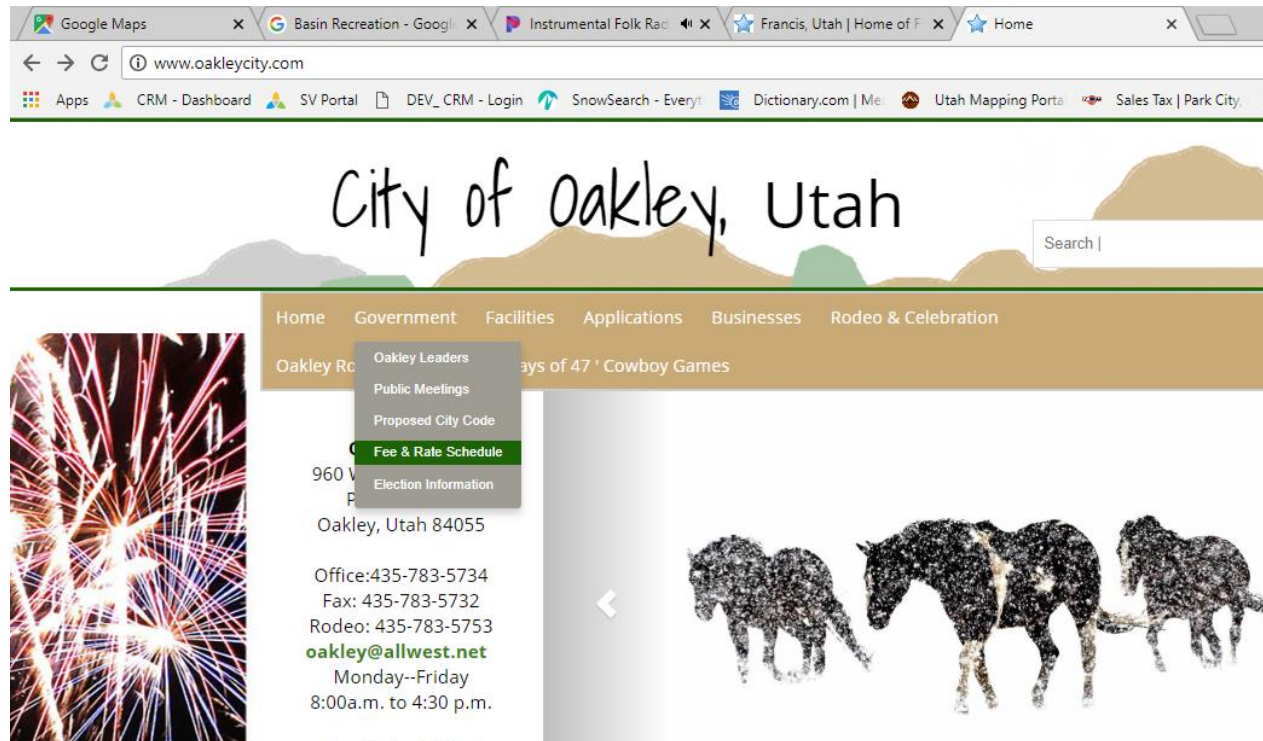 Google Maps
Basin Recreation - Googl
Instrumental Folk Rad
Francis, Utah | Home of F
Home
www.oakleycity.com
Apps CRM - Dashboard SV Portal DEV_ CRM - Login SnowSearch - Everyt Dictionary.com | Me Utah Mapping Porta Sales Tax | Park City,
City of Oakley, Utah
Search |
Home Government Facilities Applications Businesses Rodeo & Celebration
Oakley Ro ays of 47 ' Cowboy Games
Oakley Leaders
Public Meetings
Proposed City Code
Fee & Rate Schedule
Election Information
960 W
P
Oakley, Utah 84055
Office:435-783-5734
Fax: 435-783-5732
Rodeo: 435-783-5753
oakley@allwest.net
Monday--Friday
8:00a.m. to 4:30 p.m.